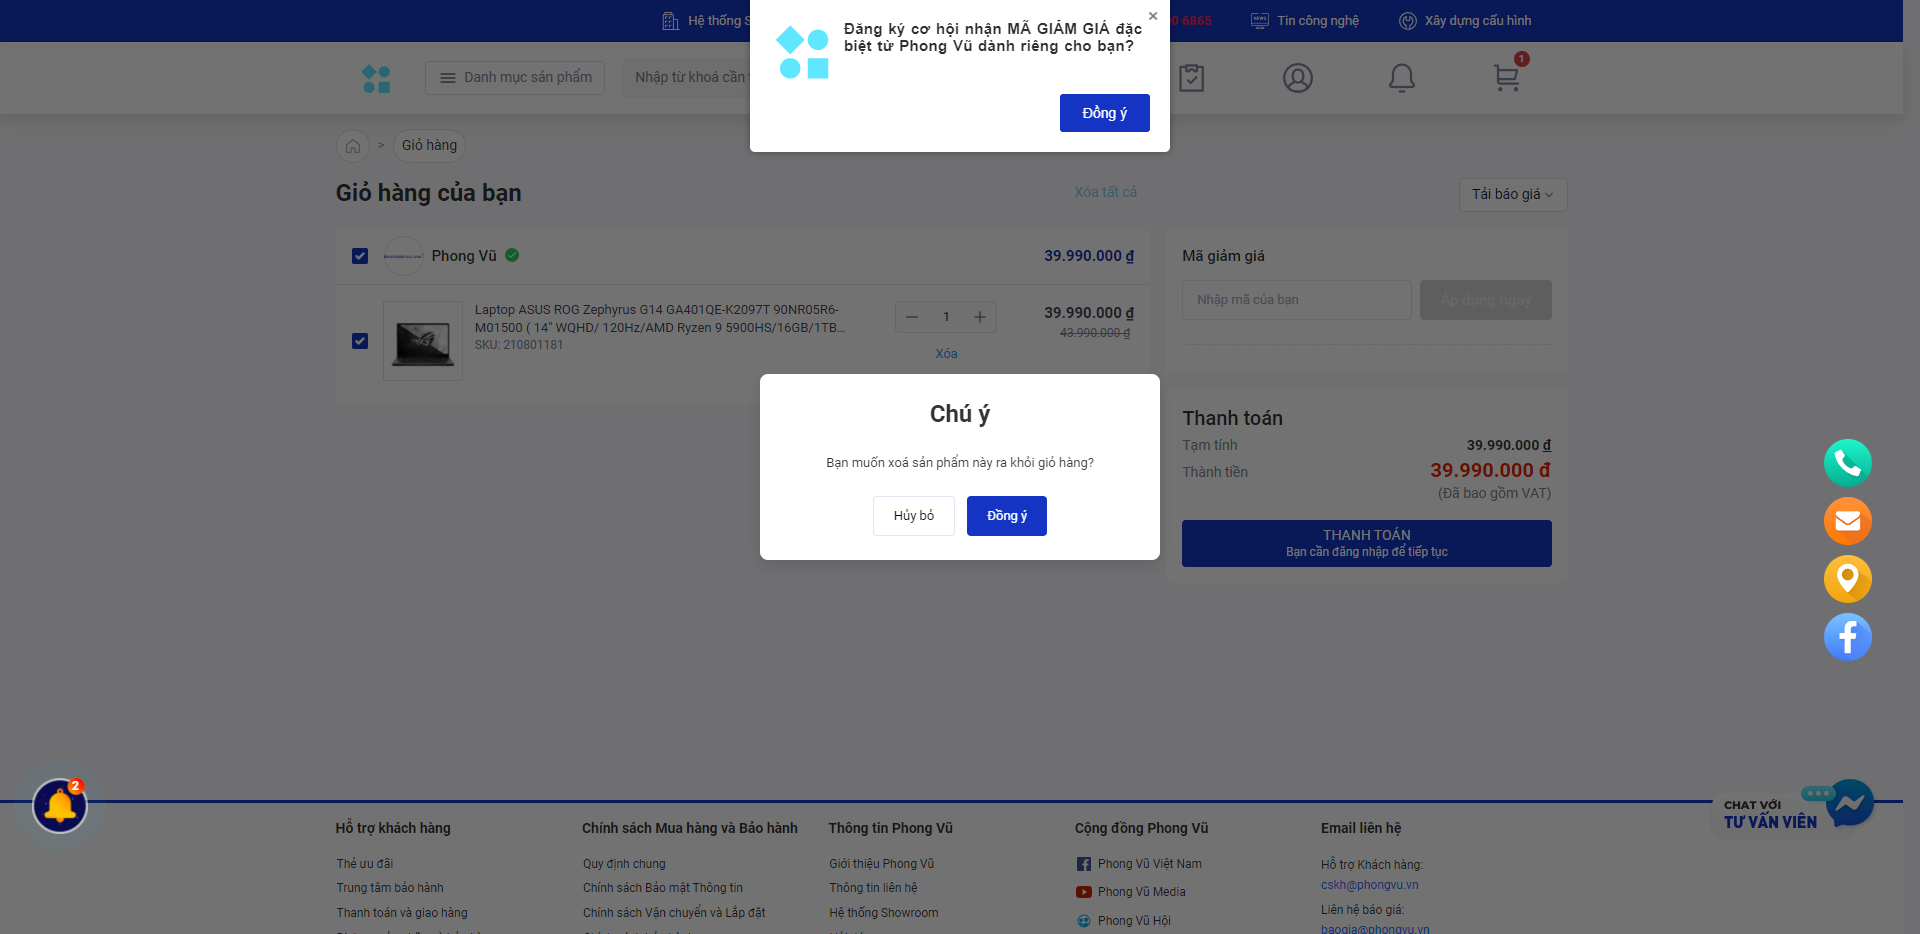 Hệ thống S
0 6865
Tin công nghệ
Xây dựng cấu hình
Đăng ký cơ hội nhận MÃ GIẢM GIÁ đặc
biệt từ Phong Vũ dành riêng cho bạn?
×
Đồng ý
Danh mục sản phẩm
Nhập từ khoá cần
1
> Giỏ hàng
Giỏ hàng của bạn
Xóa tất cả
Tải báo giá
Phong Vũ
39.990.000 ₫
Laptop ASUS ROG Zephyrus G14 GA401QE-K2097T 90NR05R6-
M01500 ( 14" WQHD/ 120Hz/AMD Ryzen 9 5900HS/16GB/1TB...
SKU: 210801181
1
Xóa
39.990.000 ₫
43.990.000 ₫
Mã giảm giá
Nhập mã của bạn
Áp dụng ngay
Chú ý
Bạn muốn xoá sản phẩm này ra khỏi giỏ hàng?
Hủy bỏ
Đồng ý
Thanh toán
Tạm tính
39.990.000 ₫
Thành tiền
39.990.000 đ
(Đã bao gồm VAT)
THANH TOÁN
Bạn cần đăng nhập để tiếp tục
2
CHAT VỚI
TƯ VẤN VIÊN
Hỗ trợ khách hàng
Thẻ ưu đãi
Trung tâm bảo hành
Thanh toán và giao hàng
Chính sách Mua hàng và Bảo hành
Quy định chung
Chính sách Bảo mật Thông tin
Chính sách Vận chuyển và Lắp đặt
Thông tin Phong Vũ
Giới thiệu Phong Vũ
Thông tin liên hệ
Hệ thống Showroom
Cộng đồng Phong Vũ
Phong Vũ Việt Nam
Phong Vũ Media
Phong Vũ Hội
Email liên hệ
Hỗ trợ Khách hàng:
cskh@phongvu.vn
Liên hệ báo giá:
baogia@phongvu.vn